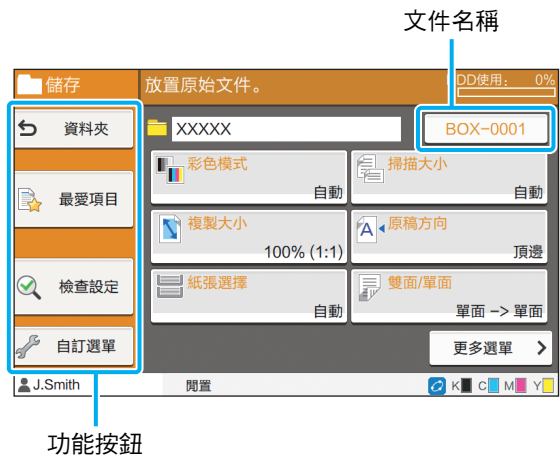 文件名稱
儲存
放置原始文件。
DD使用: 0%
資料夾
XXXXX
BOX-0001
最愛項目
彩色模式
自動
掃描大小
自動
複製大小
100% (1:1)
原稿方向
頂邊
檢查設定
紙張選擇
自動
雙面/單面
單面 -> 單面
自訂選單
更多選單
J.Smith
閒置
K C M Y
功能按鈕